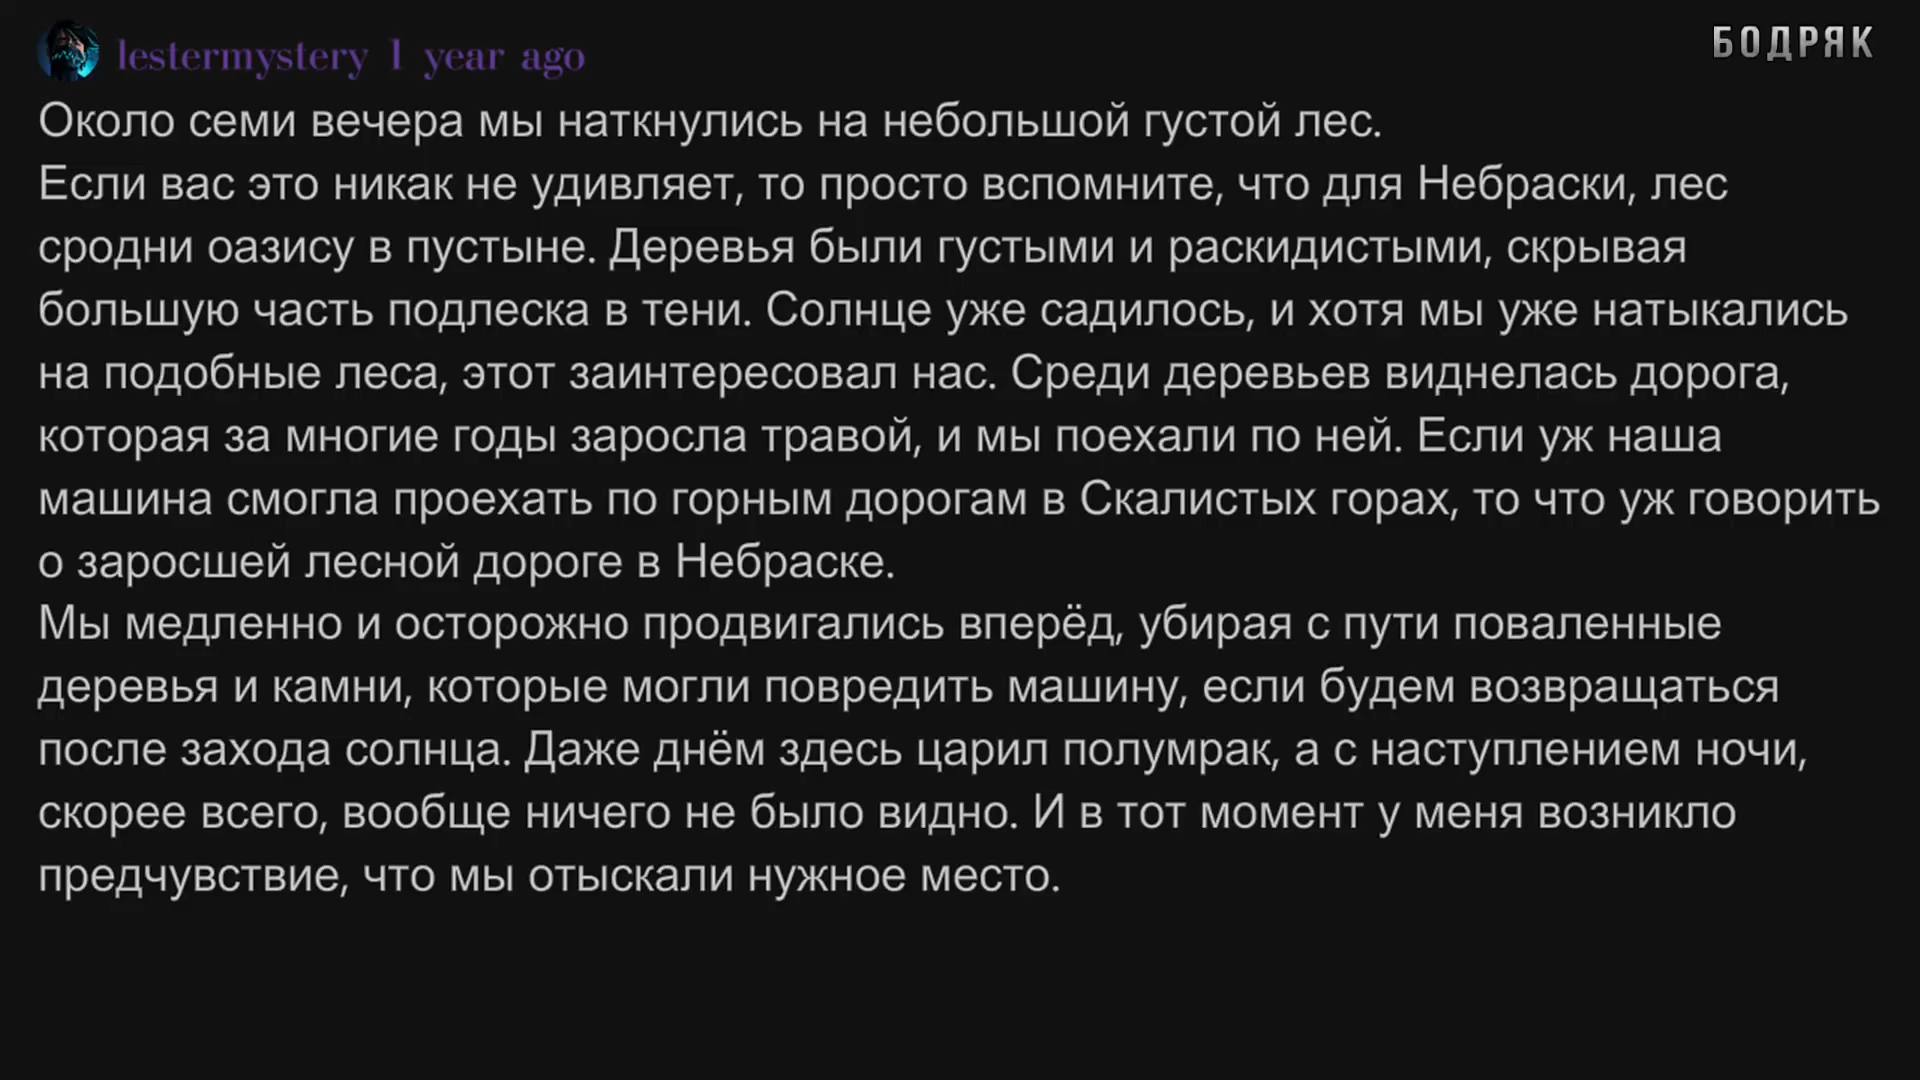 lestermystery 1 year ago
БОДРЯК
Около семи вечера мы наткнулись на небольшой густой лес.
Если вас это никак не удивляет, то просто вспомните, что для Небраски, лес
сродни оазису в пустыне. Деревья были густыми и раскидистыми, скрывая
большую часть подлеска в тени. Солнце уже садилось, и хотя мы уже натыкались
на подобные леса, этот заинтересовал нас. Среди деревьев виднелась дорога,
которая за многие годы заросла травой, и мы поехали по ней. Если уж наша
машина смогла проехать по горным дорогам в Скалистых горах, то что уж говорить
о заросшей лесной дороге в Небраске.
Мы медленно и осторожно продвигались вперёд, убирая с пути поваленные
деревья и камни, которые могли повредить машину, если будем возвращаться
после захода солнца. Даже днём здесь царил полумрак, а с наступлением ночи,
скорее всего, вообще ничего не было видно. И в тот момент у меня возникло
предчувствие, что мы отыскали нужное место.